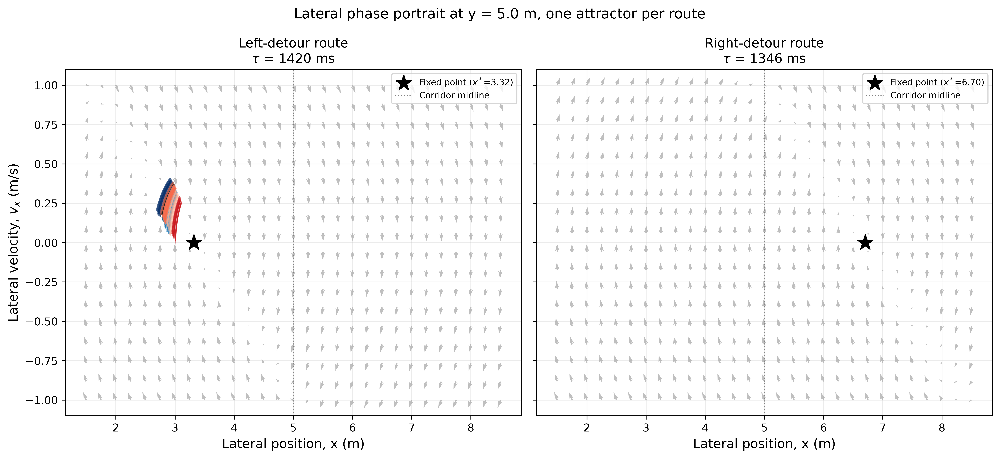 Lateral phase portrait at y = 5.0 m, one attractor per route
Left-detour route
τ = 1420 ms
Right-detour route
τ = 1346 ms
Fixed point (x*=3.32)
Corridor midline
Fixed point (x*=6.70)
Corridor midline
1.00
0.75
0.50
0.25
0.00
−0.25
−0.50
−0.75
−1.00
Lateral velocity, vₓ (m/s)
2 3 4 5 6 7 8
2 3 4 5 6 7 8
Lateral position, x (m)
Lateral position, x (m)